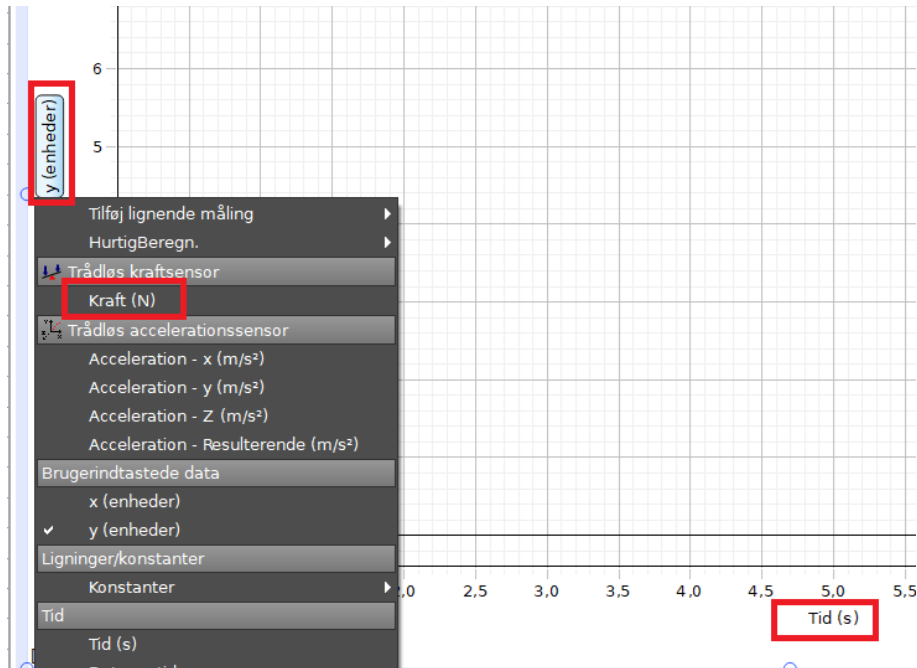 6
y (enheder)
5
Tilføj lignende måling
HurtigBeregn.
Trådløs kraftsensor
Kraft (N)
Trådløs accelerationssensor
Acceleration - x (m/s²)
Acceleration - y (m/s²)
Acceleration - Z (m/s²)
Acceleration - Resulterende (m/s²)
Brugerindtastede data
x (enheder)
y (enheder)
Ligninger/konstanter
Konstanter
,0 2,5 3,0 3,5 4,0 4,5 5,0 5,5
Tid
Tid (s)
Tid (s)